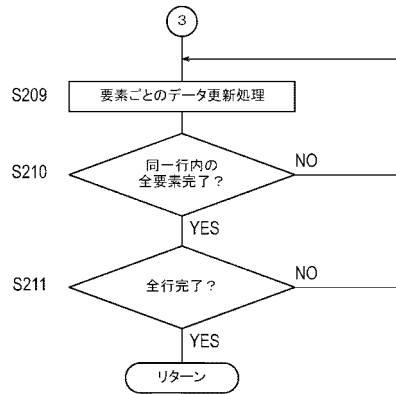 3
S209
要素ごとのデータ更新処理
S210
同一行内の
全要素完了？
NO
YES
S211
全行完了？
NO
YES
リターン